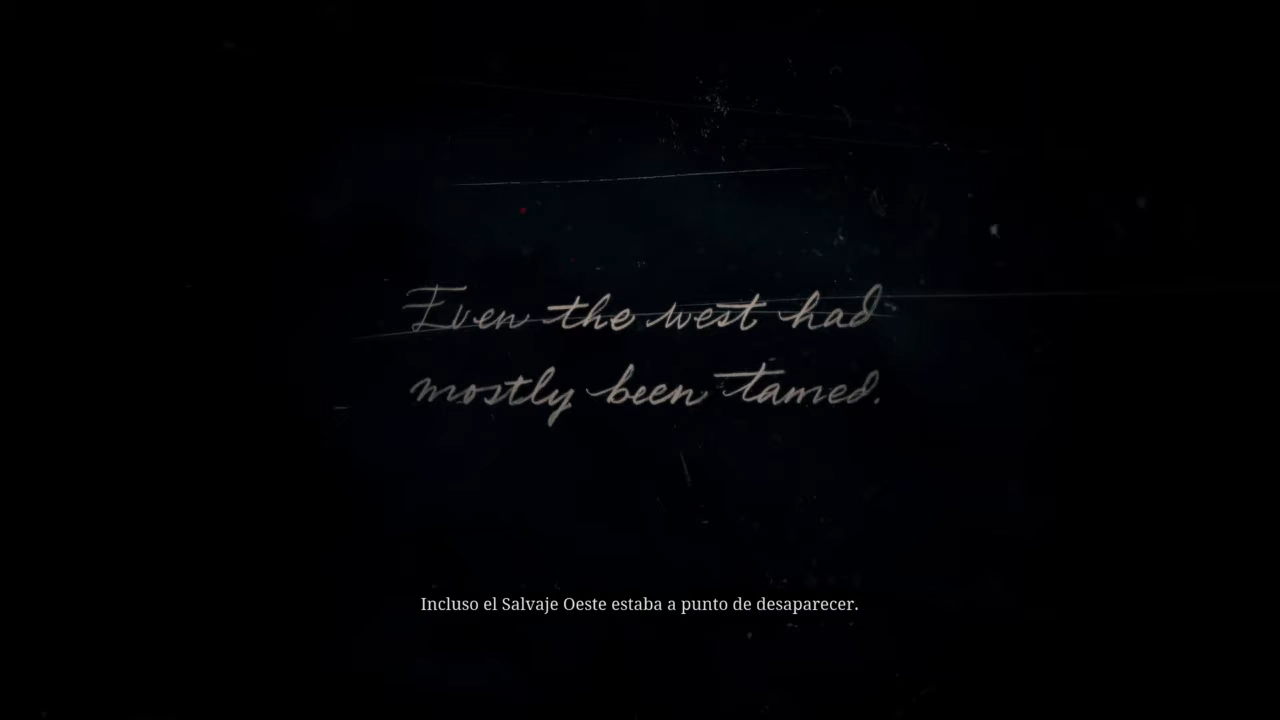 Even the west had
mostly been tamed.
Incluso el Salvaje Oeste estaba a punto de desaparecer.